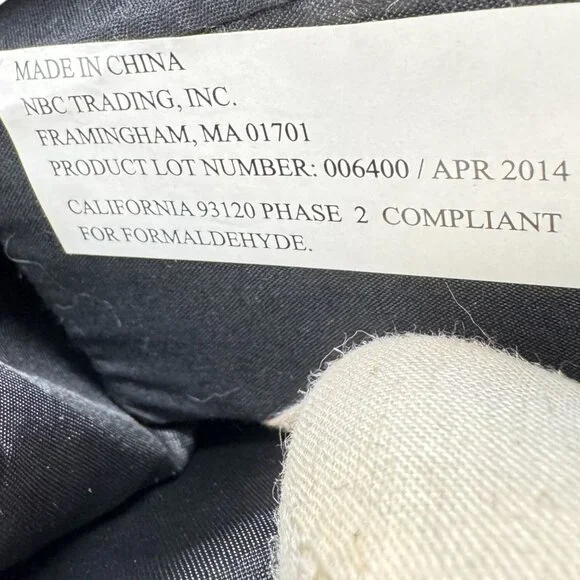 MADE IN CHINA
NBC TRADING, INC.
FRAMINGHAM, MA 01701
PRODUCT LOT NUMBER: 006400 / APR 2014
CALIFORNIA 93120 PHASE 2 COMPLIANT
FOR FORMALDEHYDE.